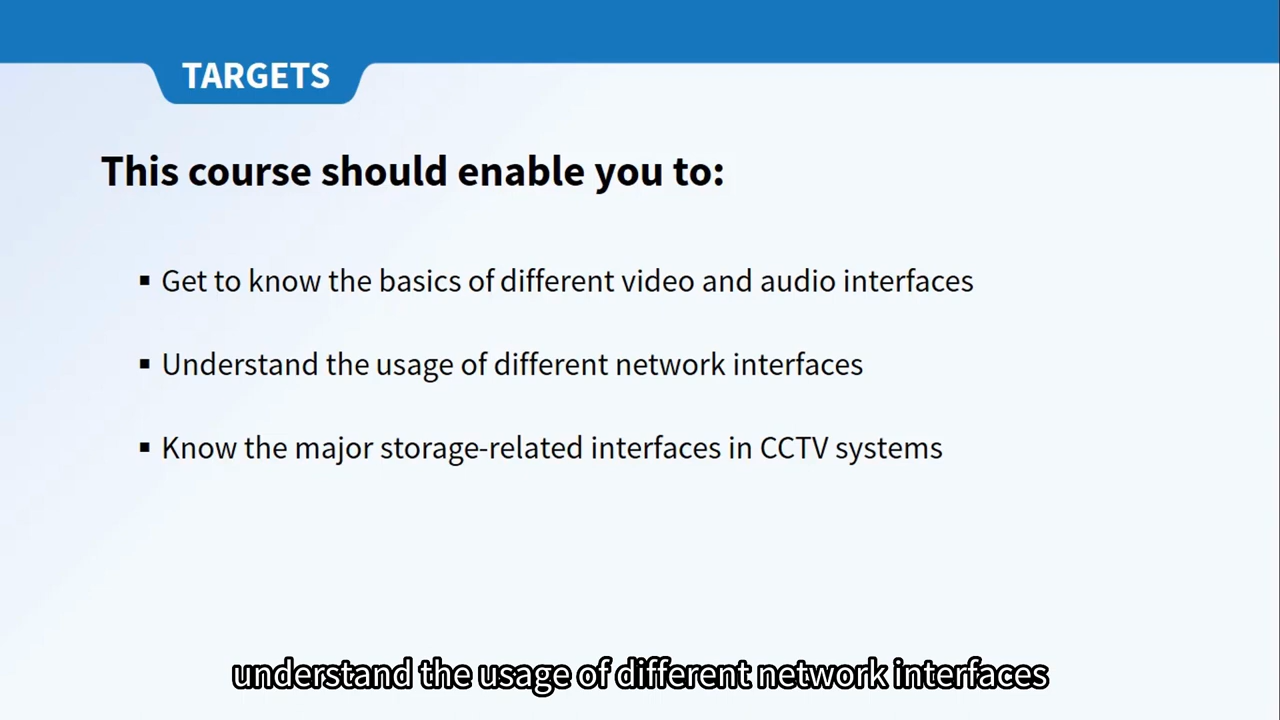 TARGETS
This course should enable you to:
▪ Get to know the basics of different video and audio interfaces
▪ Understand the usage of different network interfaces
▪ Know the major storage-related interfaces in CCTV systems
understand the usage of different network interfaces